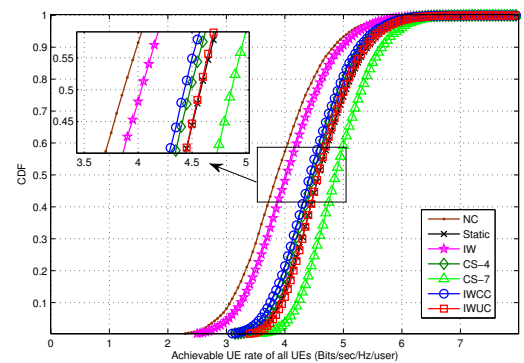 1
0.9
0.8
0.7
0.6
0.5
0.4
0.3
0.2
0.1
CDF
0.55
0.5
0.45
3.5 4 4.5 5
NC
Static
IW
CS−4
CS−7
IWCC
IWUC
0 1 2 3 4 5 6 7
Achievable UE rate of all UEs (Bits/sec/Hz/user)